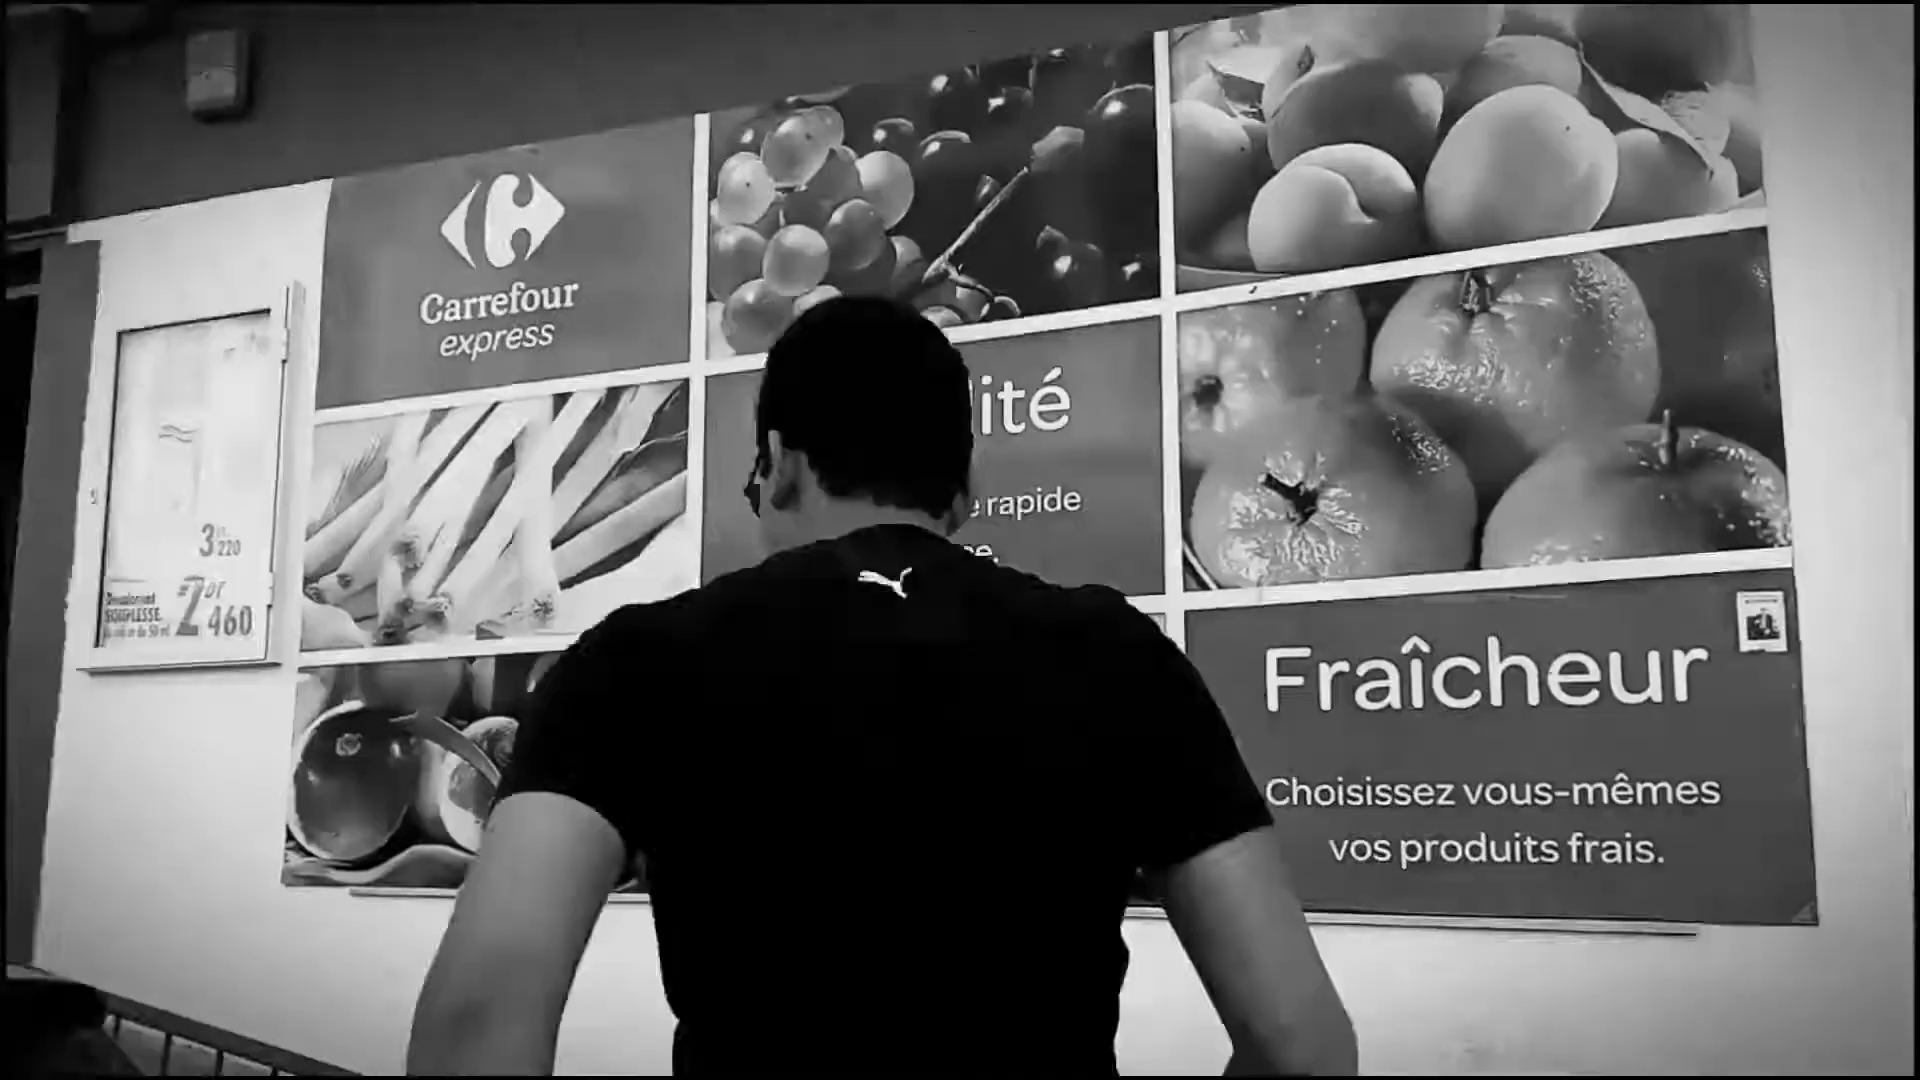 Carrefour
express
ité
rapide
3
220
2
460
Fraîcheur
Choisissez vous-mêmes
vos produits frais.